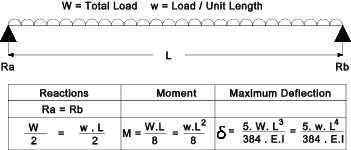 W = Total Load w = Load / Unit Length
L
Ra Rb
Reactions Moment Maximum Deflection
Ra = Rb
W/2 = w . L/2 M = W.L/8 = w.L²/8 δ = 5. W. L³/384 . E.I = 5. w. L⁴/384 . E.I